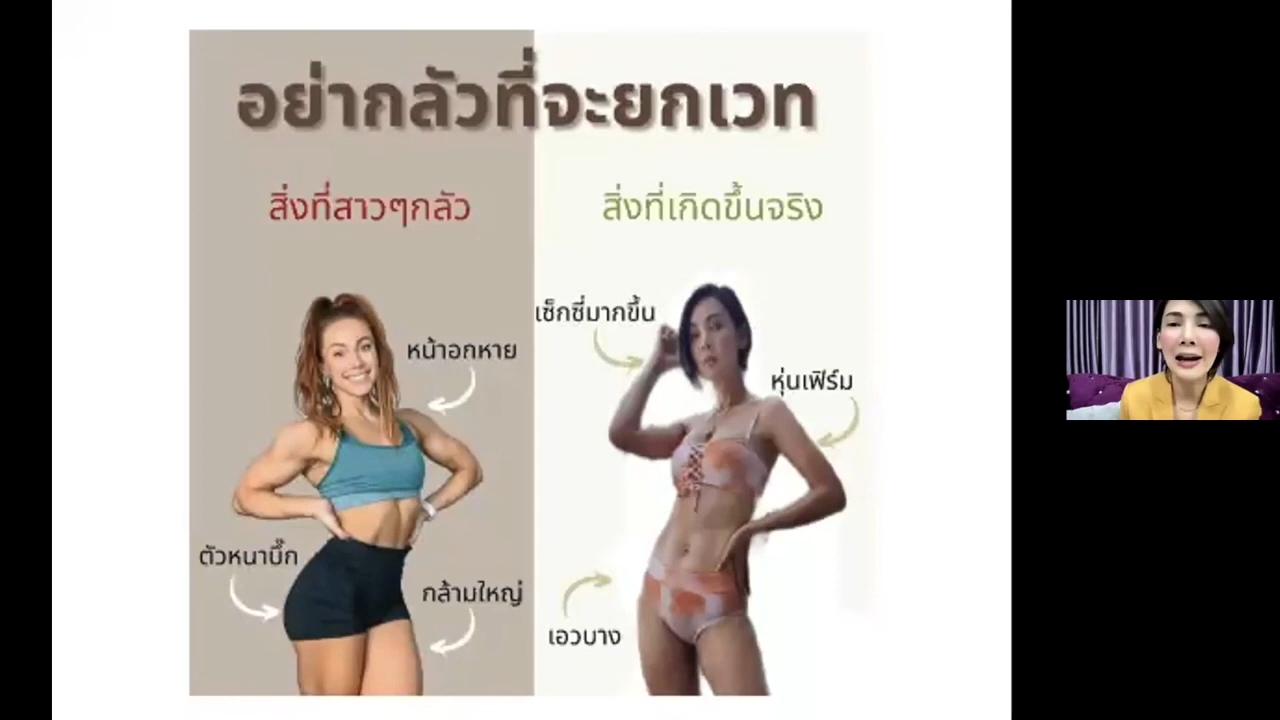 อย่ากลัวที่จะยกเวท
สิ่งที่สาวๆกลัว
สิ่งที่เกิดขึ้นจริง
หน้าอกหาย
ตัวหนาบึ๊ก
กล้ามใหญ่
เซ็กซี่มากขึ้น
หุ่นเฟิร์ม
เอวบาง